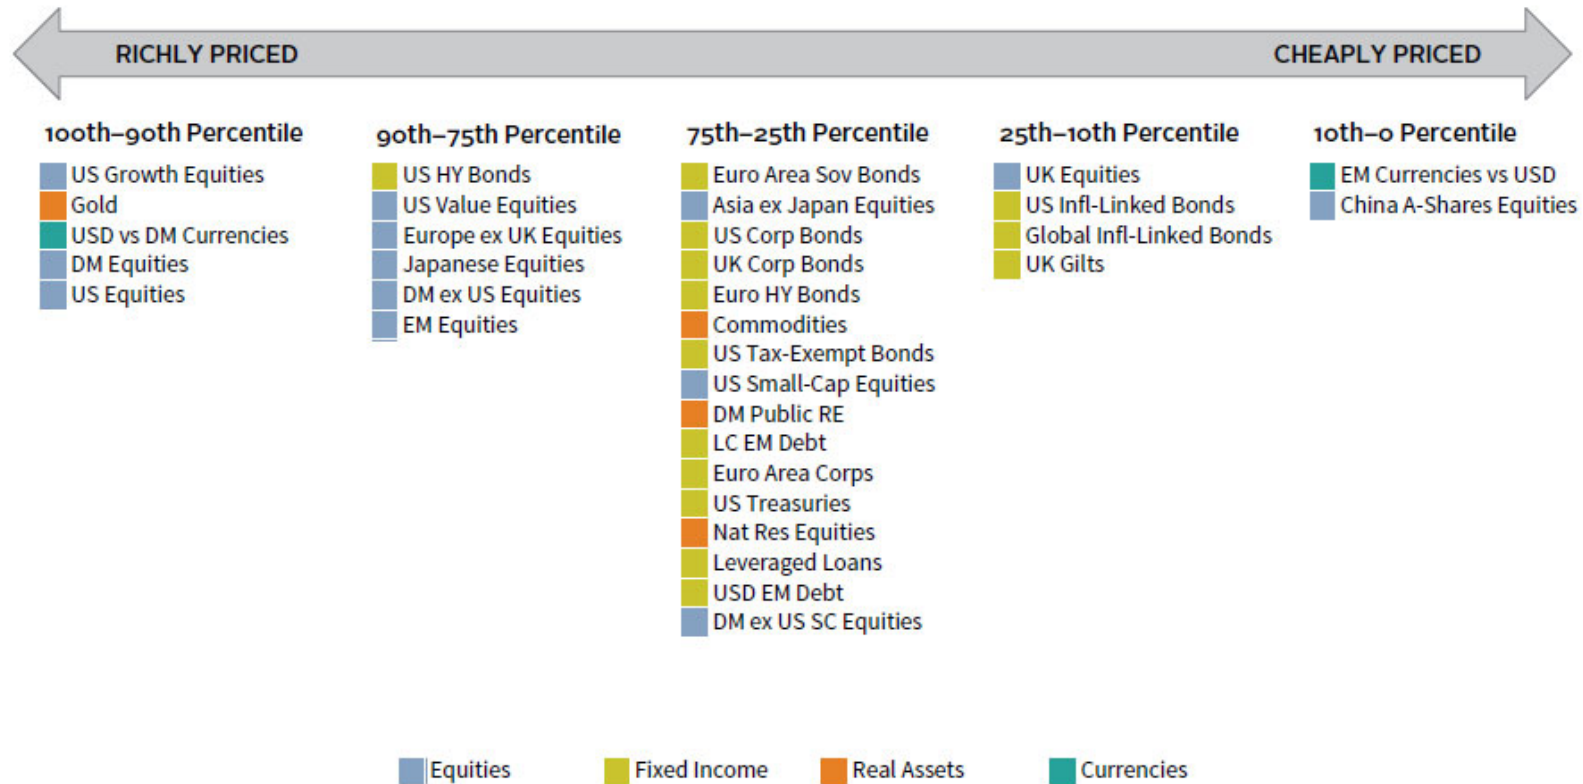 RICHLY PRICED
CHEAPLY PRICED
100th–90th Percentile
US Growth Equities
Gold
USD vs DM Currencies
DM Equities
US Equities
90th–75th Percentile
US HY Bonds
US Value Equities
Europe ex UK Equities
Japanese Equities
DM ex US Equities
EM Equities
75th–25th Percentile
Euro Area Sov Bonds
Asia ex Japan Equities
US Corp Bonds
UK Corp Bonds
Euro HY Bonds
Commodities
US Tax-Exempt Bonds
US Small-Cap Equities
DM Public RE
LC EM Debt
Euro Area Corps
US Treasuries
Nat Res Equities
Leveraged Loans
USD EM Debt
DM ex US SC Equities
25th–10th Percentile
UK Equities
US Infl-Linked Bonds
Global Infl-Linked Bonds
UK Gilts
10th–0 Percentile
EM Currencies vs USD
China A-Shares Equities
Equities
Fixed Income
Real Assets
Currencies